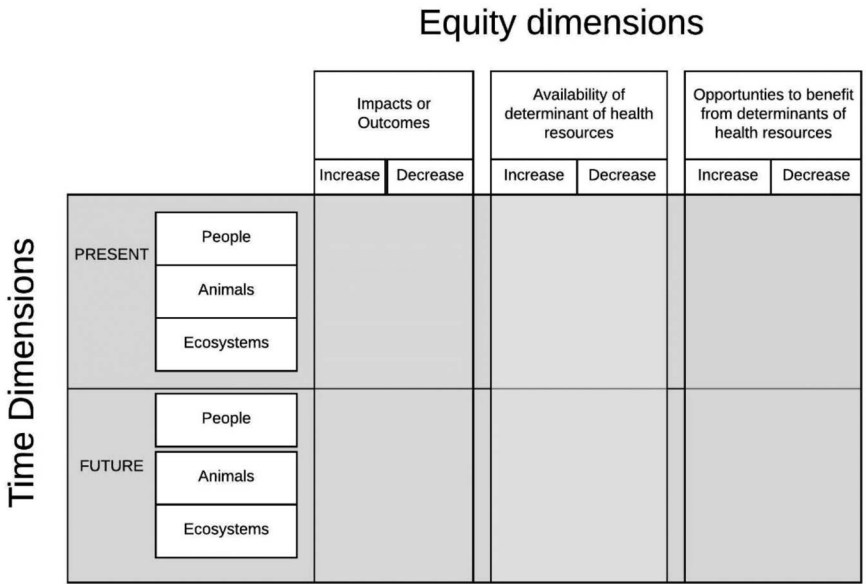 Equity dimensions
Impacts or
Outcomes
Availability of
determinant of health
resources
Opportunties to benefit
from determinants of
health resources
Increase
Decrease
Increase
Decrease
Increase
Decrease
Time Dimensions
PRESENT
People
Animals
Ecosystems
FUTURE
People
Animals
Ecosystems